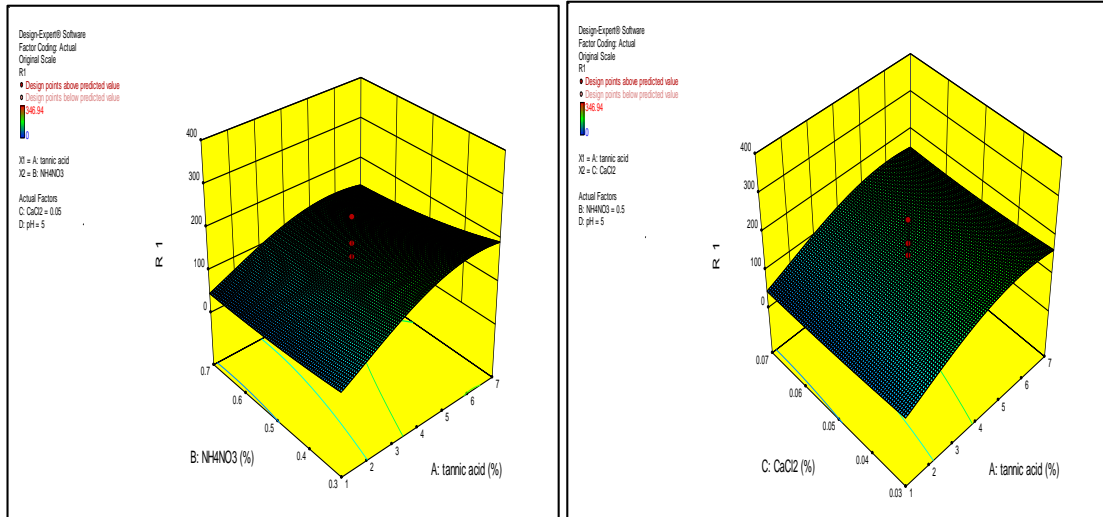 Design-Expert® Software
Factor Coding: Actual
Original Scale
R1
Design points above predicted value
Design points below predicted value
346.94
0
X1 = A: tannic acid
X2 = B: NH4NO3
Actual Factors
C: CaCl2 = 0.05
D: pH = 5
400
300
200
100
0
R 1
0.7
0.6
0.5
0.4
0.3
B: NH4NO3 (%)
1
2
3
4
5
6
7
A: tannic acid (%)
Design-Expert® Software
Factor Coding: Actual
Original Scale
R1
Design points above predicted value
Design points below predicted value
346.94
0
X1 = A: tannic acid
X2 = C: CaCl2
Actual Factors
B: NH4NO3 = 0.5
D: pH = 5
400
300
200
100
0
R 1
0.07
0.06
0.05
0.04
0.03
C: CaCl2 (%)
1
2
3
4
5
6
7
A: tannic acid (%)